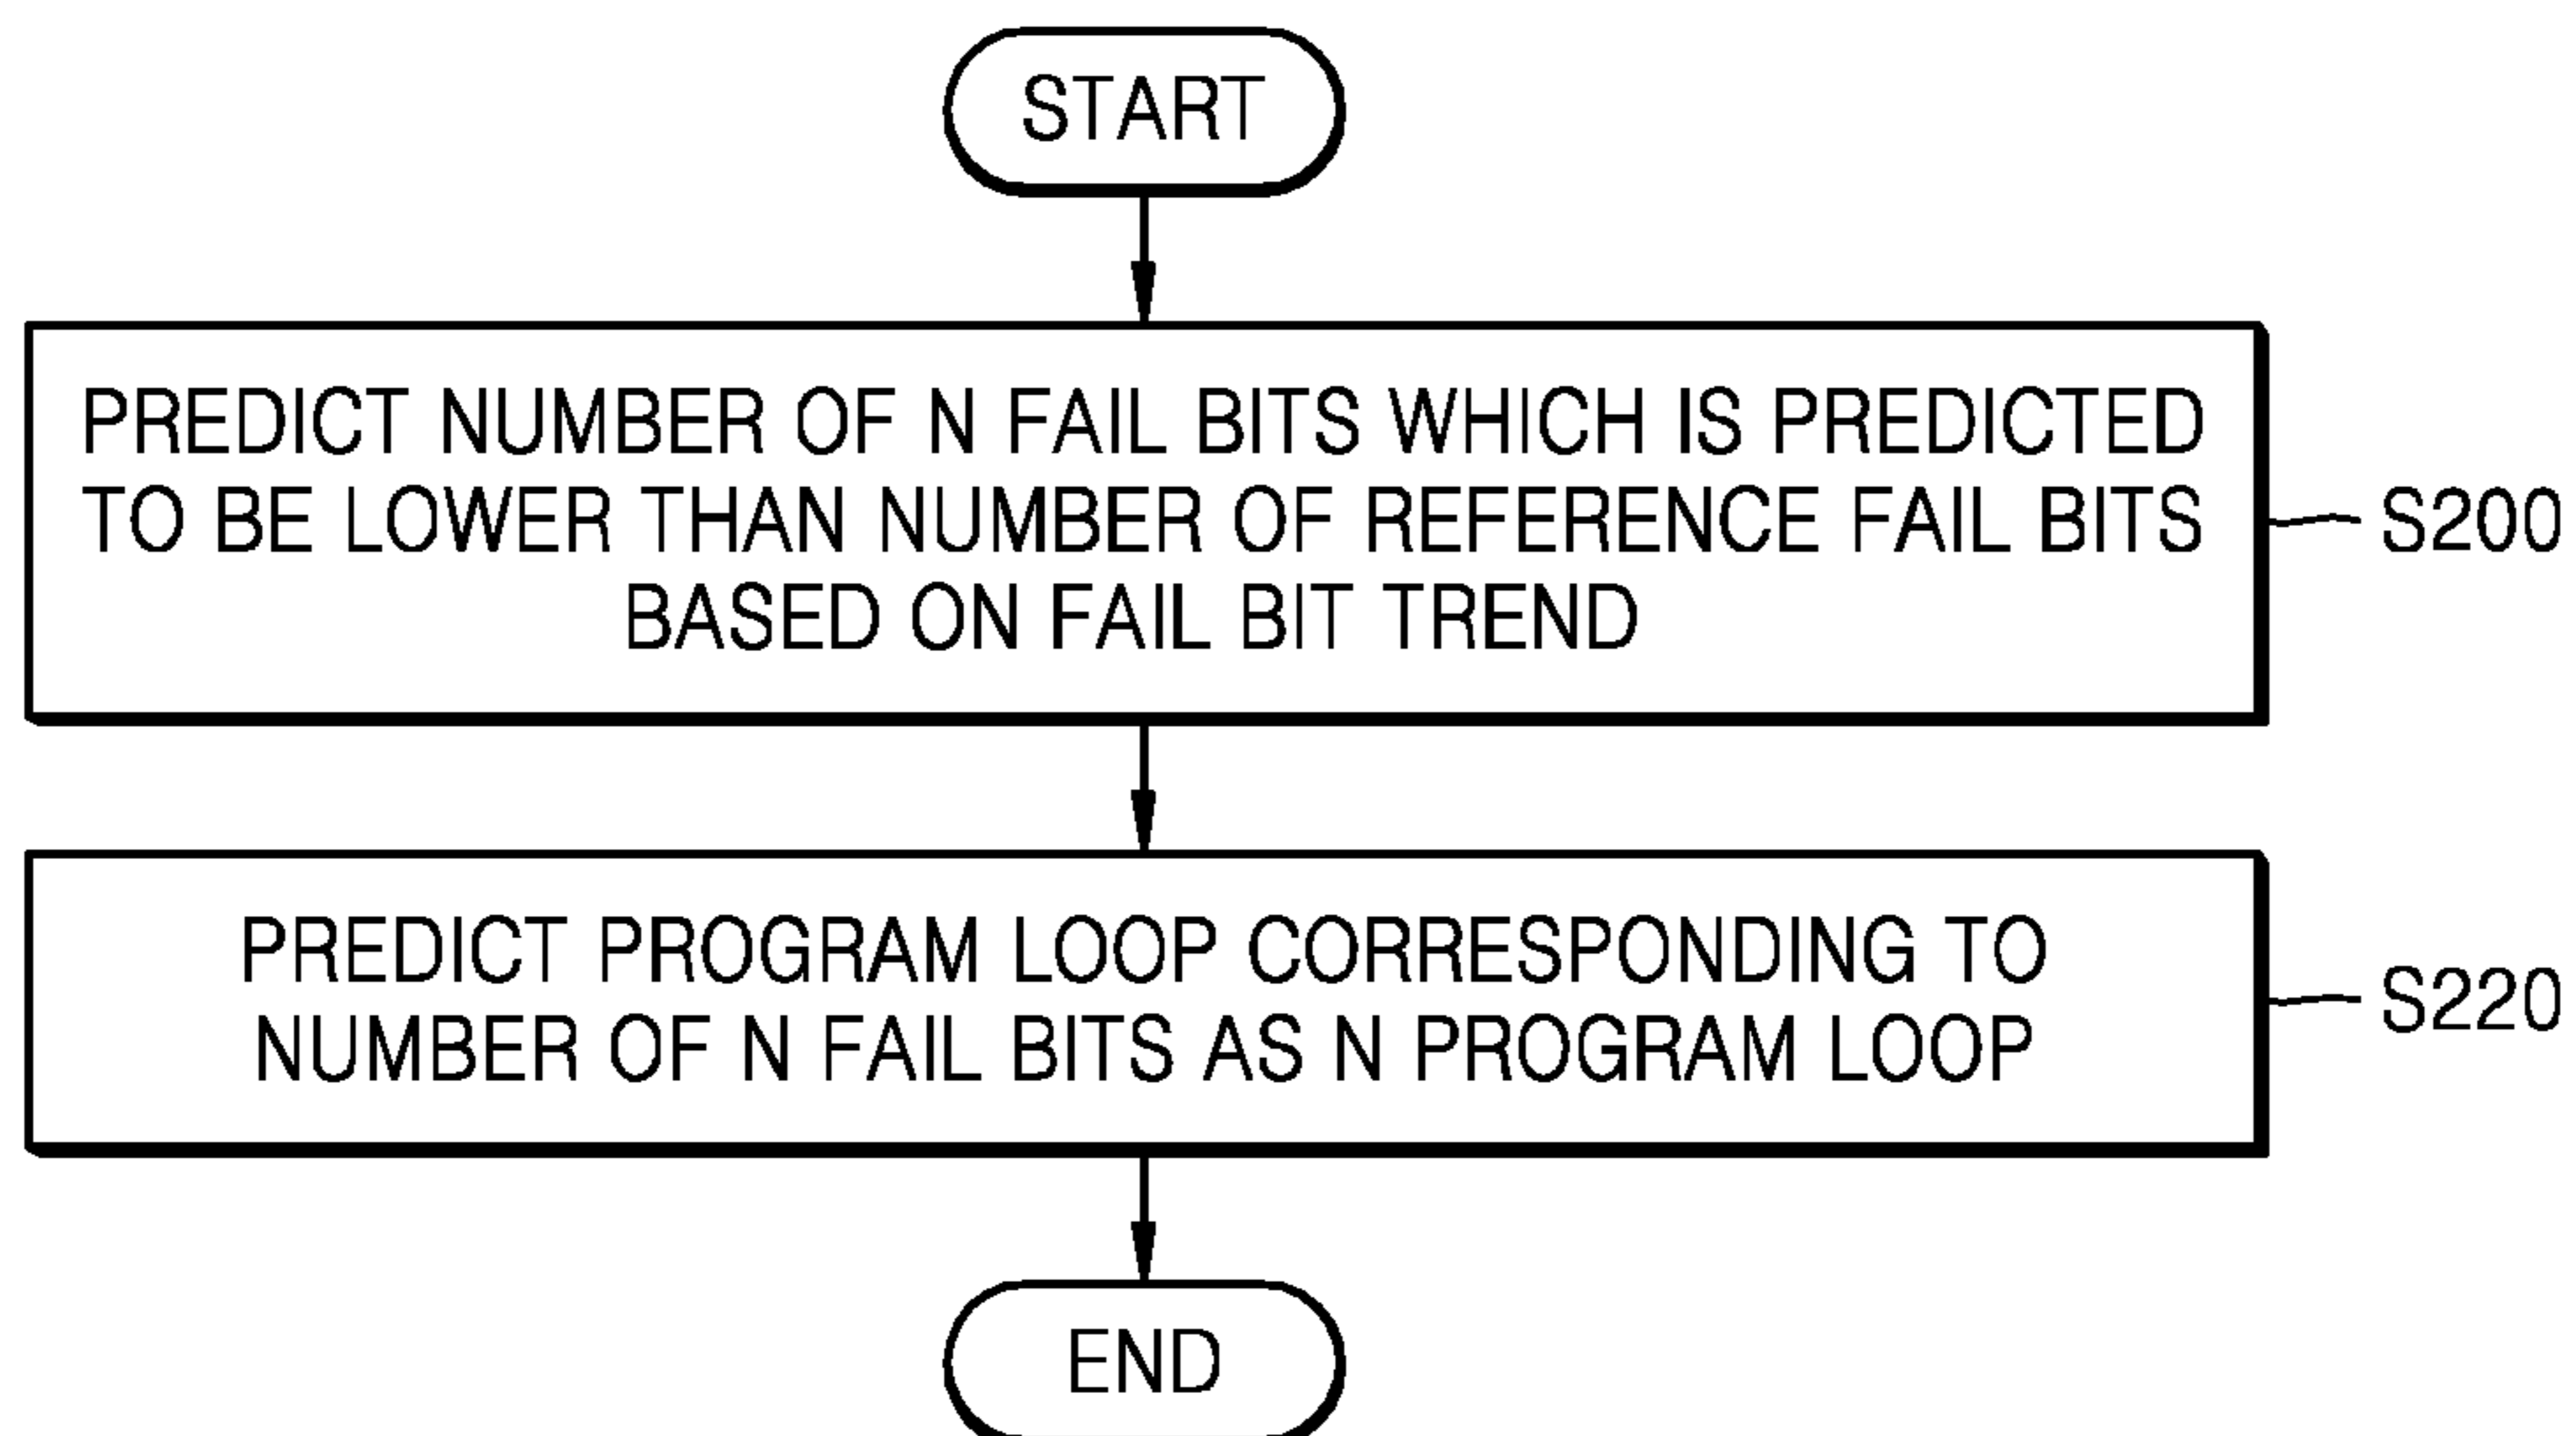 START
PREDICT NUMBER OF N FAIL BITS WHICH IS PREDICTED
TO BE LOWER THAN NUMBER OF REFERENCE FAIL BITS
BASED ON FAIL BIT TREND
S200
PREDICT PROGRAM LOOP CORRESPONDING TO
NUMBER OF N FAIL BITS AS N PROGRAM LOOP
S220
END